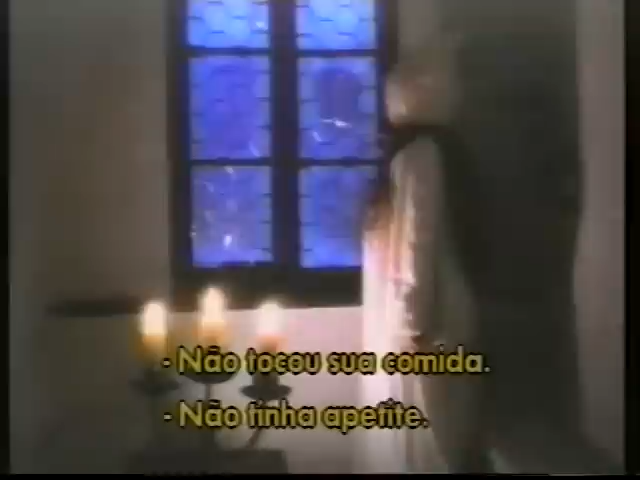 - Não tocou sua comida.
- Não tinha apetite.